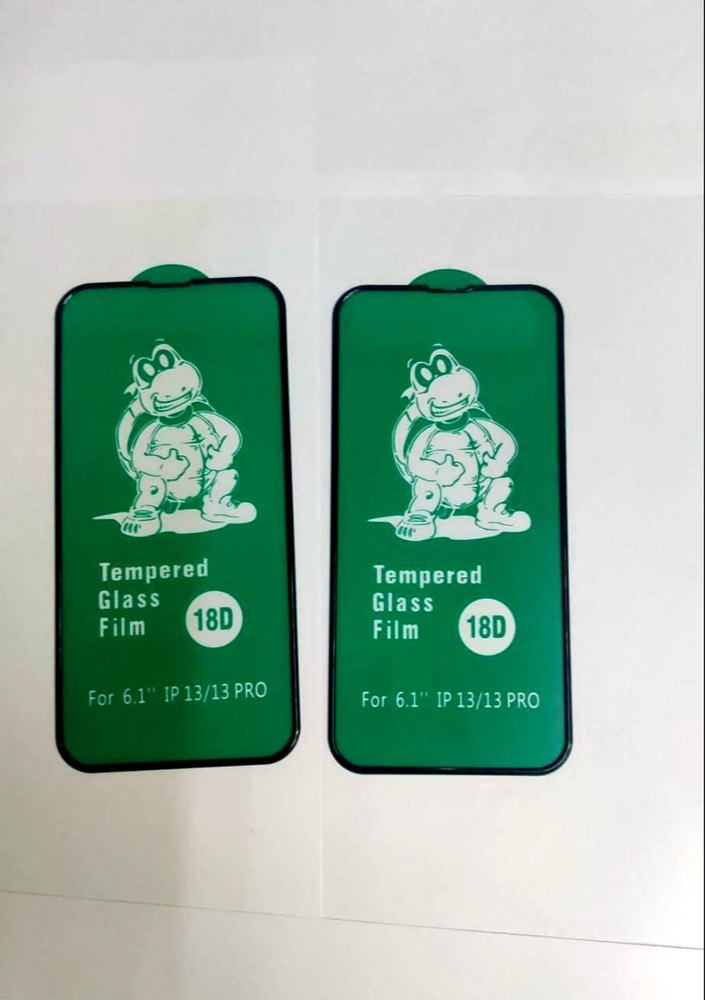 Tempered
Glass
Film
18D
For 6.1'' IP 13/13 PRO
Tempered
Glass
Film
18D
For 6.1'' IP 13/13 PRO